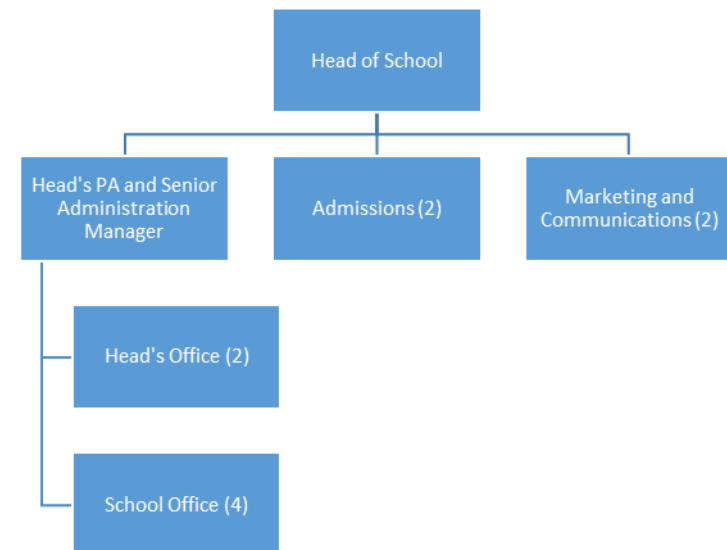 Head of School
Head's PA and Senior
Administration
Manager
Admissions (2)
Marketing and
Communications (2)
Head's Office (2)
School Office (4)